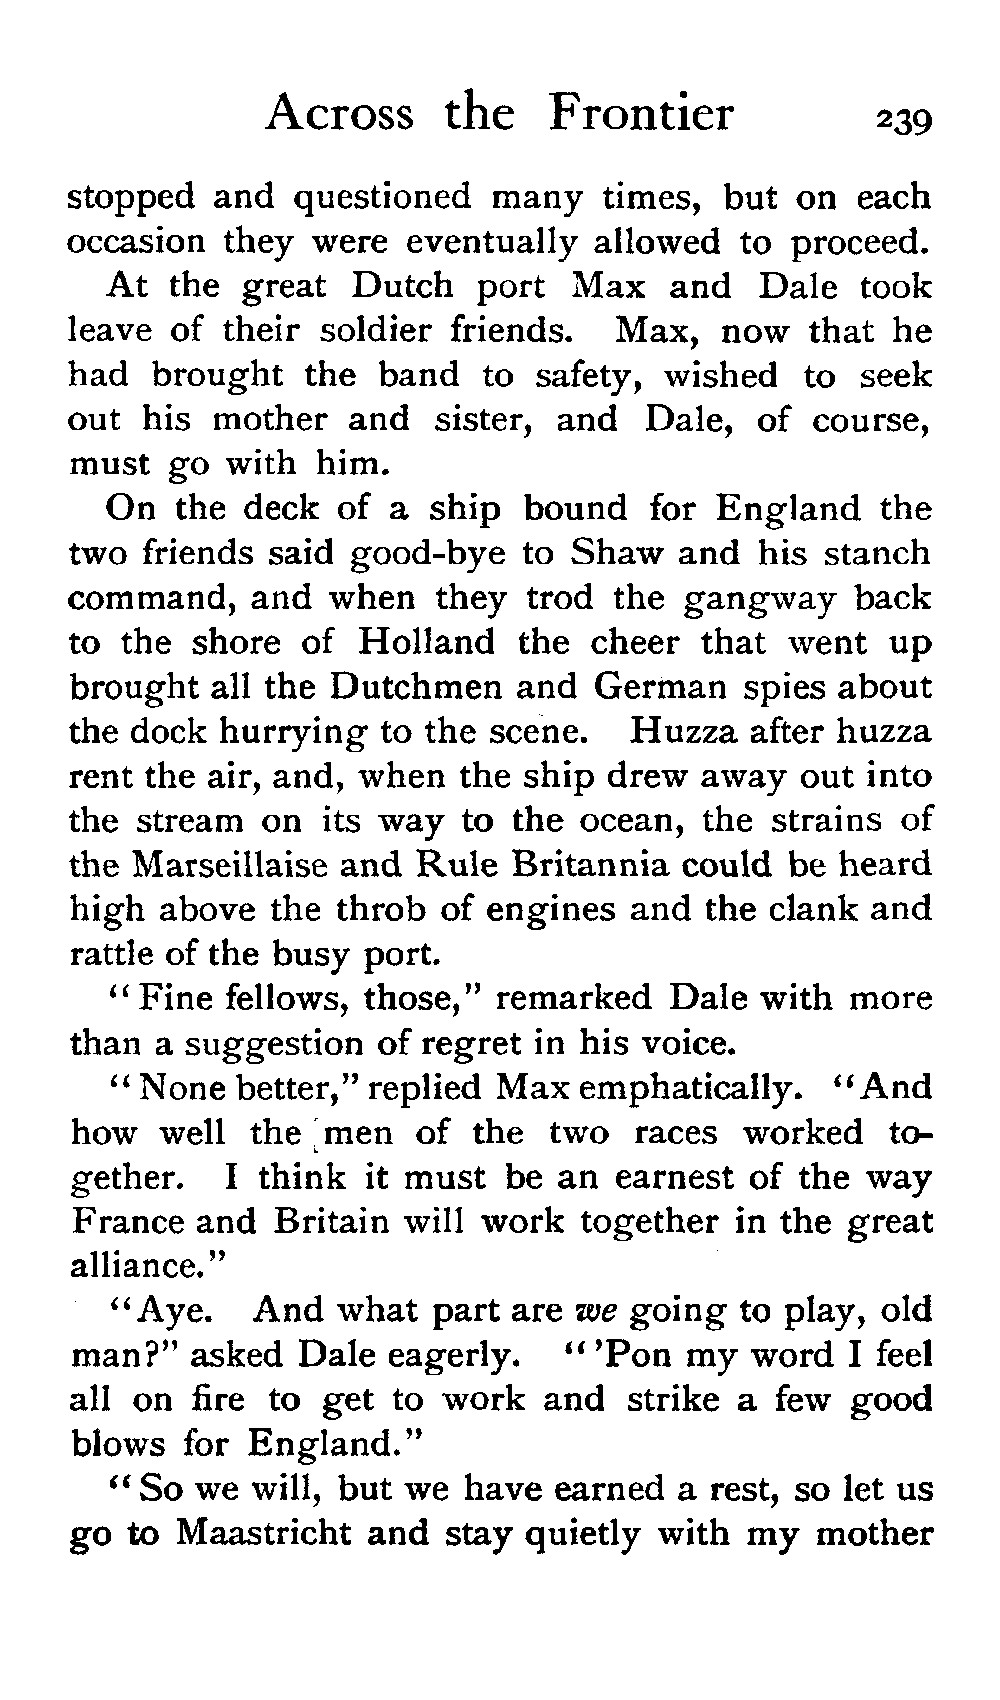 Across the Frontier 239
stopped and questioned many times, but on each
occasion they were eventually allowed to proceed.
At the great Dutch port Max and Dale took
leave of their soldier friends. Max, now that he
had brought the band to safety, wished to seek
out his mother and sister, and Dale, of course,
must go with him.
On the deck of a ship bound for England the
two friends said good-bye to Shaw and his stanch
command, and when they trod the gangway back
to the shore of Holland the cheer that went up
brought all the Dutchmen and German spies about
the dock hurrying to the scene. Huzza after huzza
rent the air, and, when the ship drew away out into
the stream on its way to the ocean, the strains of
the Marseillaise and Rule Britannia could be heard
high above the throb of engines and the clank and
rattle of the busy port.
“Fine fellows, those,” remarked Dale with more
than a suggestion of regret in his voice.
“None better,” replied Max emphatically. “And
how well the men of the two races worked to-
gether. I think it must be an earnest of the way
France and Britain will work together in the great
alliance.”
“Aye. And what part are we going to play, old
man?” asked Dale eagerly. “’Pon my word I feel
all on fire to get to work and strike a few good
blows for England.”
“So we will, but we have earned a rest, so let us
go to Maastricht and stay quietly with my mother